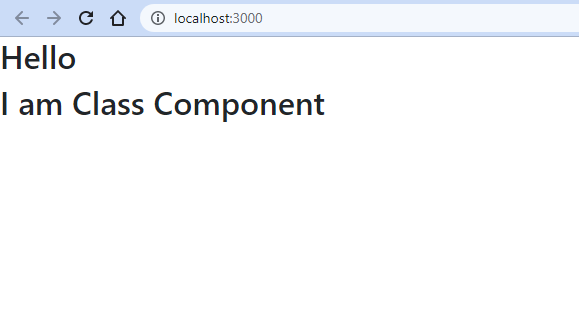 localhost:3000
Hello
I am Class Component